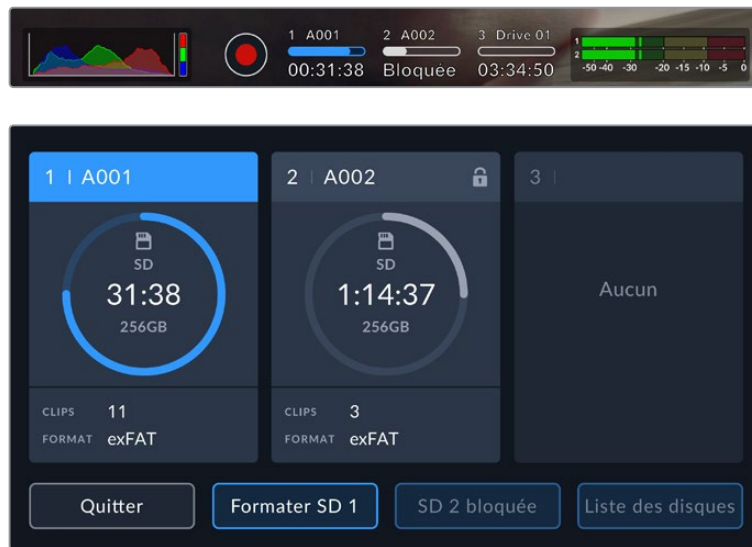 1 A001 2 A002 3 Drive 01
00:31:38 Bloquée 03:34:50
1
2
-50 -40 -30 -20 -15 -10 -5 0
1 | A001
2 | A002
3 |
SD
31:38
256GB
SD
1:14:37
256GB
Aucun
CLIPS 11
FORMAT exFAT
CLIPS 3
FORMAT exFAT
Quitter
Formater SD 1
SD 2 bloquée
Liste des disques